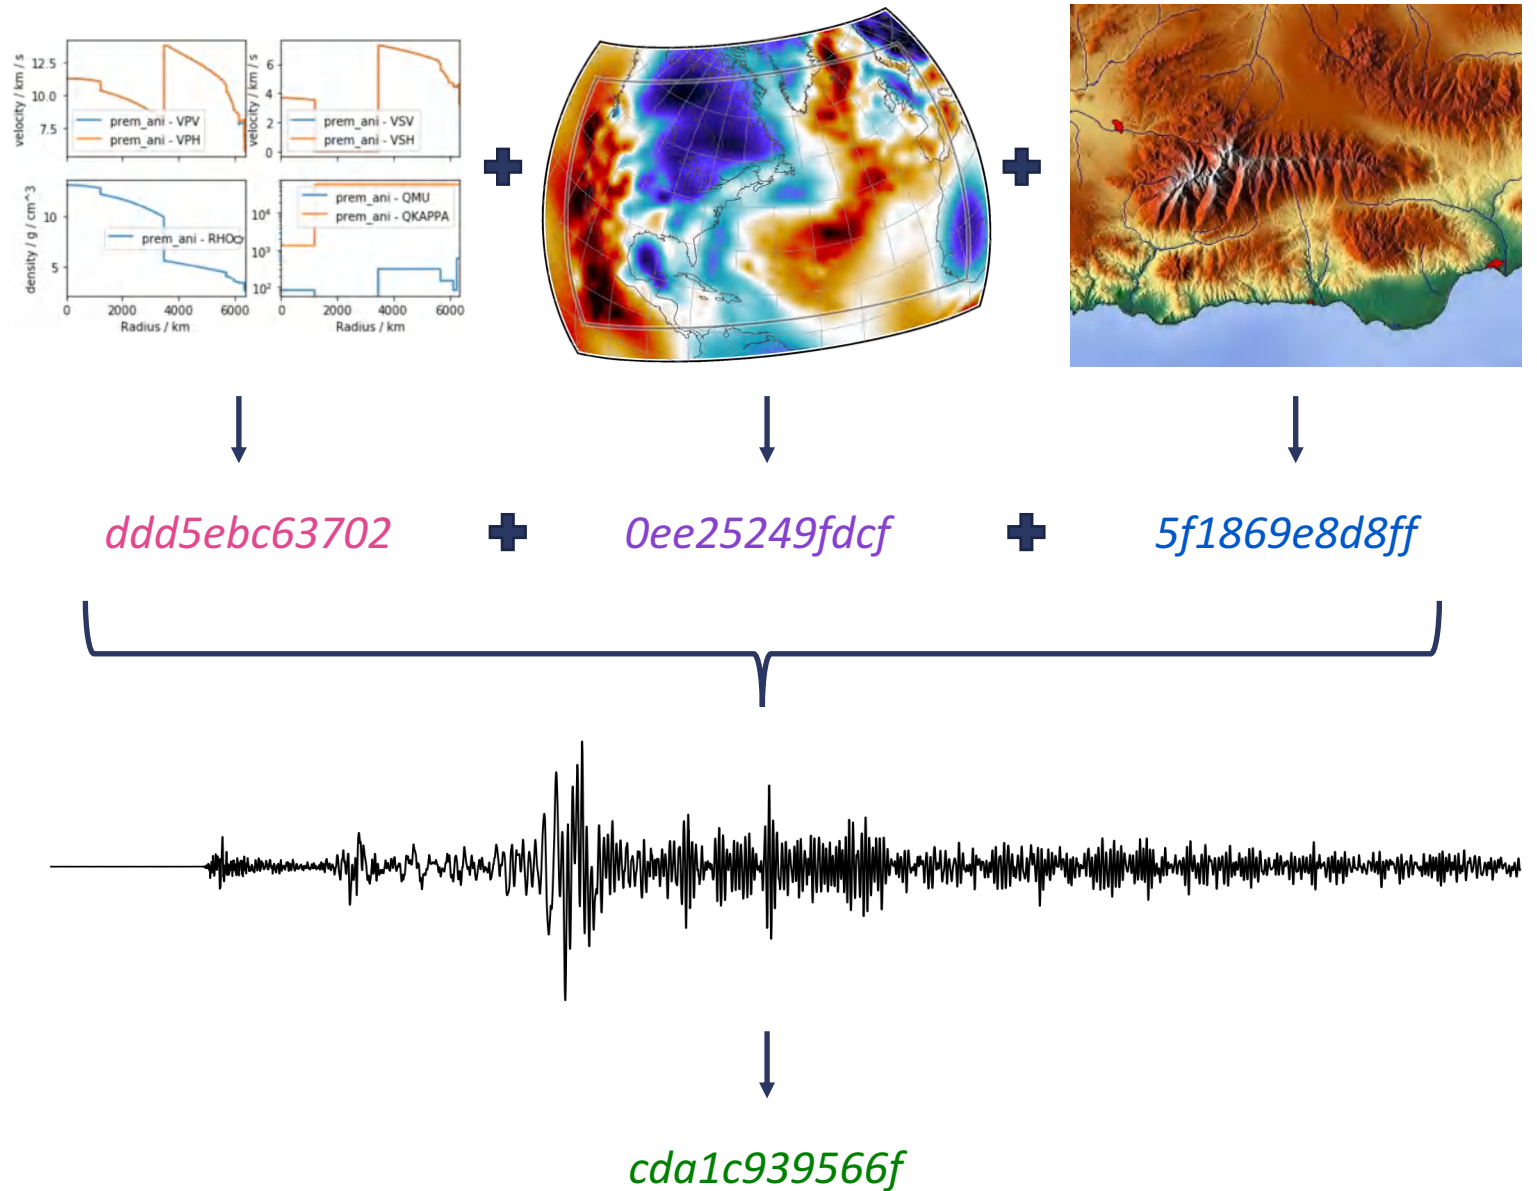 velocity / km / s
12.5
10.0
7.5
prem_ani - VPV
prem_ani - VPH
velocity / km / s
6
4
2
0
prem_ani - VSV
prem_ani - VSH
density / g / cm^3
10
5
prem_ani - RHO
0 2000 4000 6000
Radius / km
10⁴
10³
10²
prem_ani - QMU
prem_ani - QKAPPA
0 2000 4000 6000
Radius / km
ddd5ebc63702 + 0ee25249fdcf + 5f1869e8d8ff
cda1c939566f